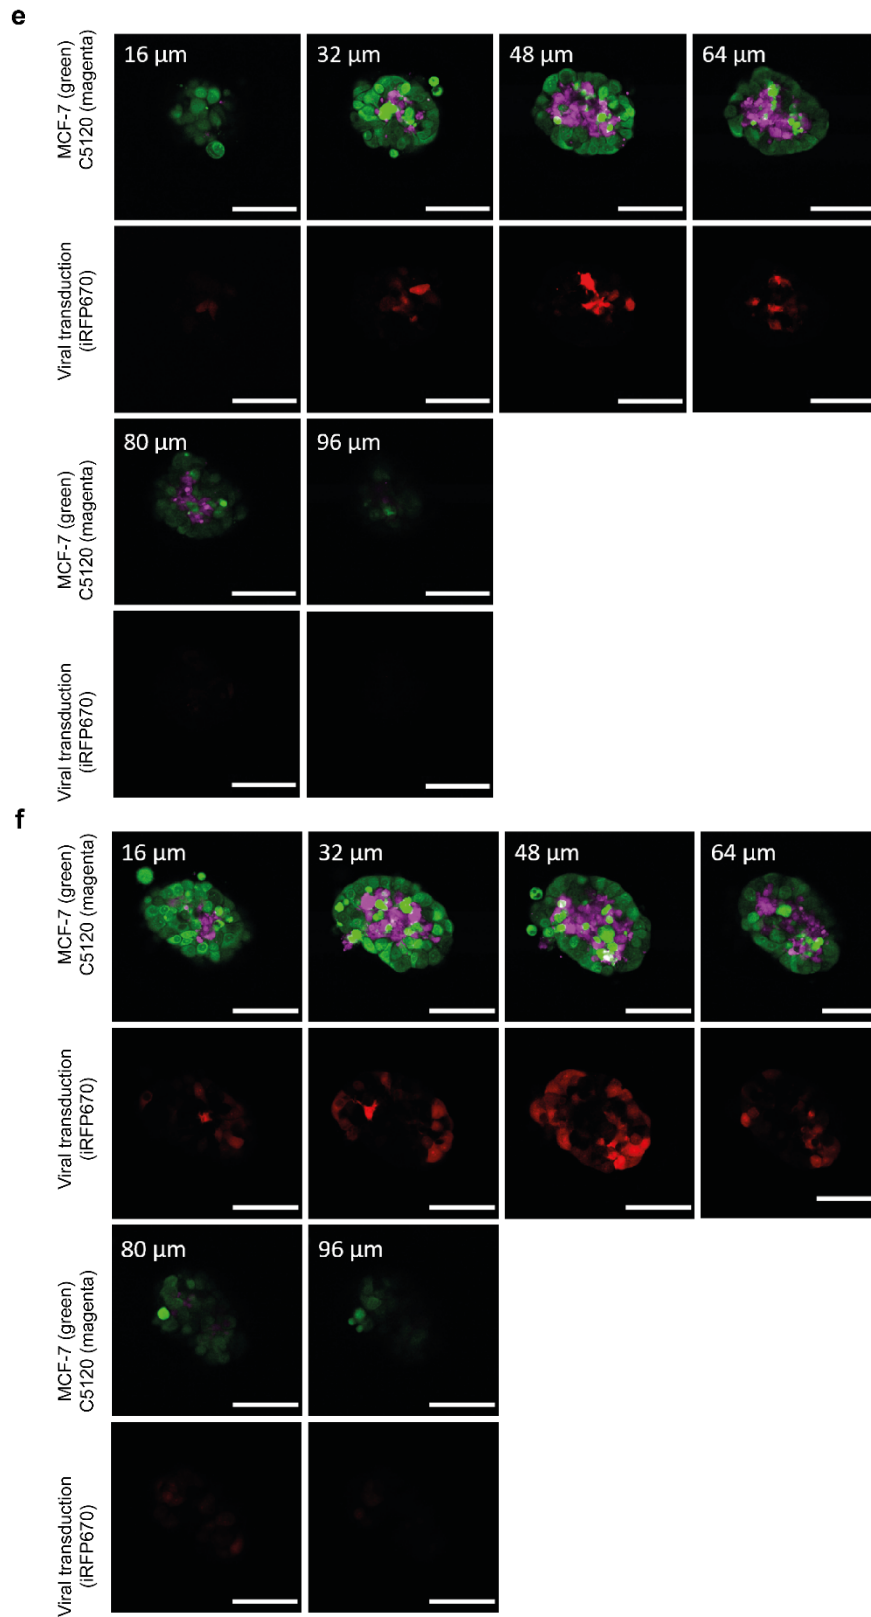 e
MCF-7 (green)
C5120 (magenta)
16 µm
32 µm
48 µm
64 µm
Viral transduction
(iRFP670)
MCF-7 (green)
C5120 (magenta)
80 µm
96 µm
Viral transduction
(iRFP670)
f
MCF-7 (green)
C5120 (magenta)
16 µm
32 µm
48 µm
64 µm
Viral transduction
(iRFP670)
MCF-7 (green)
C5120 (magenta)
80 µm
96 µm
Viral transduction
(iRFP670)